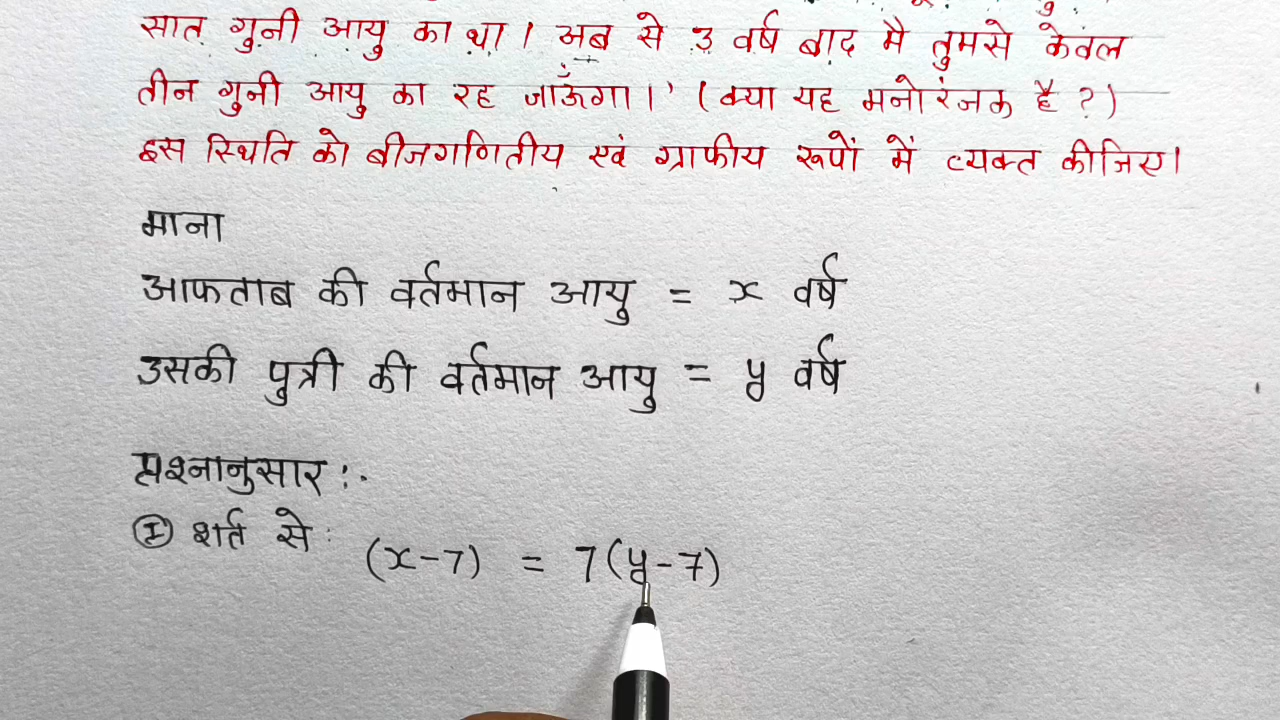 सात गुनी आयु का था। अब से 3 वर्ष बाद मै तुमसे केवल
तीन गुनी आयु का रह जाऊँगा।' (क्या यह मनोरंजक है ?)
इस स्थिति को बीजगणितीय एवं ग्राफीय रूपों में व्यक्त कीजिए।
माना
आफताब की वर्तमान आयु = x वर्ष
उसकी पुत्री की वर्तमान आयु = y वर्ष
प्रश्नानुसार :-
Ⓘ शर्त से : (x-7) = 7(y-7)